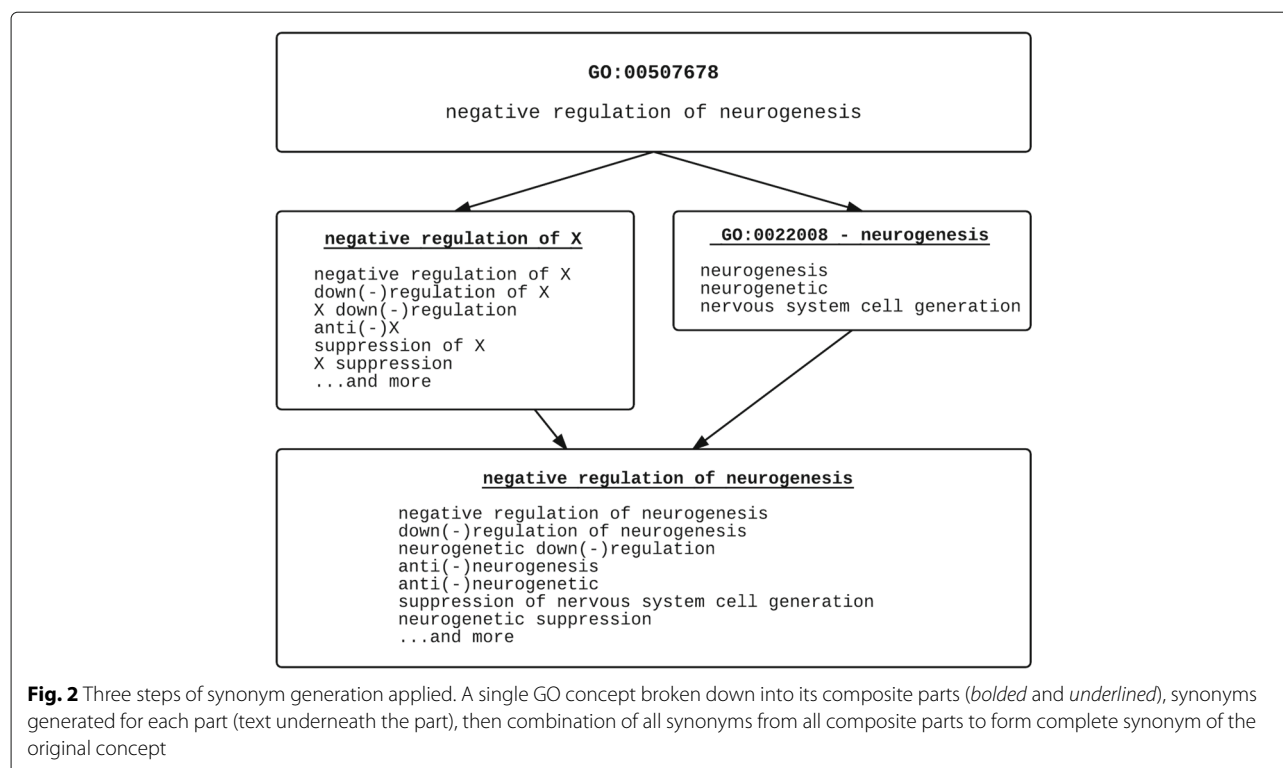 GO:00507678
negative regulation of neurogenesis
negative regulation of X
negative regulation of X
down(-)regulation of X
X down(-)regulation
anti(-)X
suppression of X
X suppression
...and more
GO:0022008 - neurogenesis
neurogenesis
neurogenetic
nervous system cell generation
negative regulation of neurogenesis
negative regulation of neurogenesis
down(-)regulation of neurogenesis
neurogenetic down(-)regulation
anti(-)neurogenesis
anti(-)neurogenetic
suppression of nervous system cell generation
neurogenetic suppression
...and more
Fig. 2 Three steps of synonym generation applied. A single GO concept broken down into its composite parts (bolded and underlined), synonyms
generated for each part (text underneath the part), then combination of all synonyms from all composite parts to form complete synonym of the
original concept